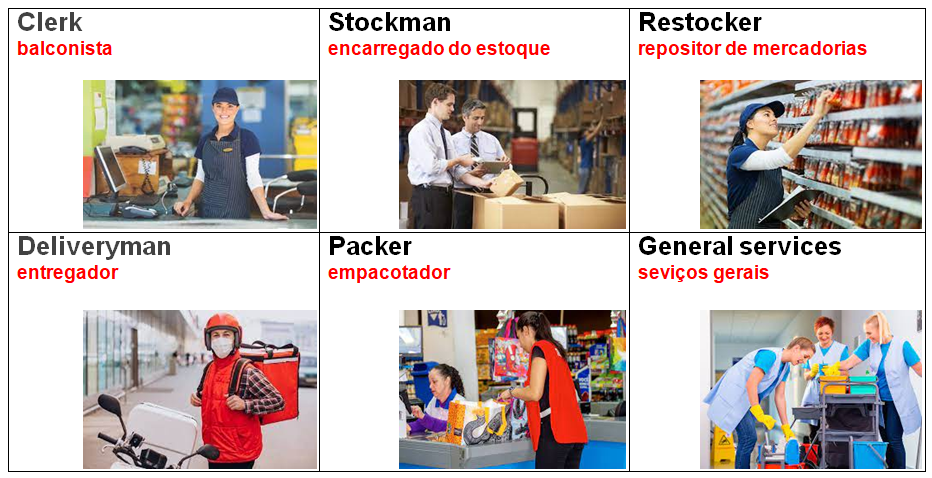 Clerk
balconista
Stockman
encarregado do estoque
Restocker
repositor de mercadorias
Deliveryman
entregador
Packer
empacotador
General services
seviços gerais